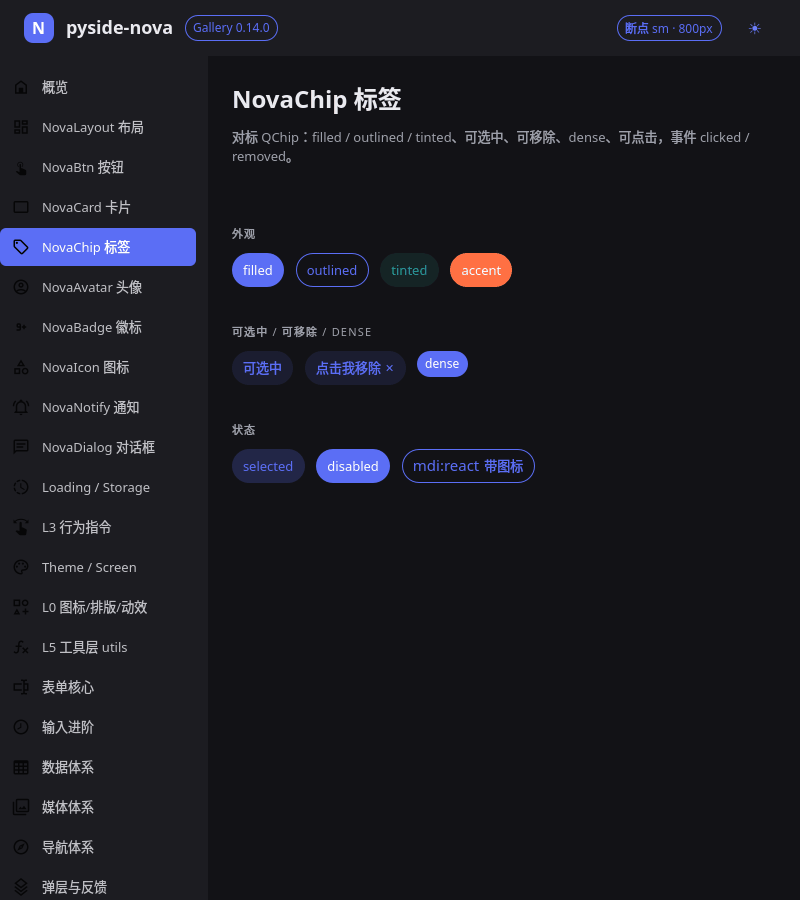 N
pyside-nova
Gallery 0.14.0
断点 sm · 800px
概览
NovaLayout 布局
NovaBtn 按钮
NovaCard 卡片
NovaChip 标签
NovaAvatar 头像
9+
NovaBadge 徽标
NovaIcon 图标
NovaNotify 通知
NovaDialog 对话框
Loading / Storage
L3 行为指令
Theme / Screen
L0 图标/排版/动效
L5 工具层 utils
表单核心
输入进阶
数据体系
媒体体系
导航体系
弹层与反馈
NovaChip 标签
对标 QChip：filled / outlined / tinted、可选中、可移除、dense、可点击，事件 clicked /
removed。
外观
filled
outlined
tinted
accent
可选中 / 可移除 / DENSE
可选中
点击我移除 ×
dense
状态
selected
disabled
mdi:react 带图标